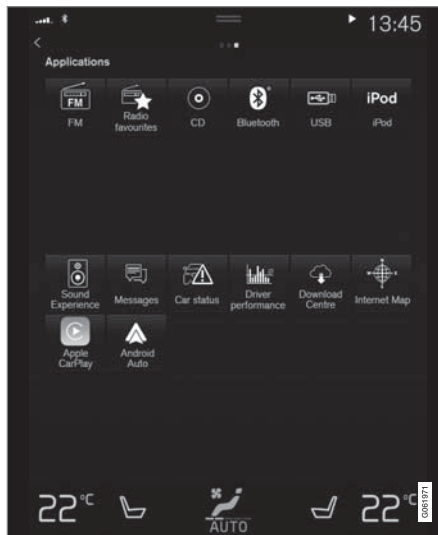 13:45
Applications
FM
iPod
FM
Radio
favourites
CD
Bluetooth
USB
iPod
Sound
Experience
Messages
Car status
Driver
performance
Download
Centre
Internet Map
Apple
CarPlay
Android
Auto
22°C
AUTO
22°C
G061971